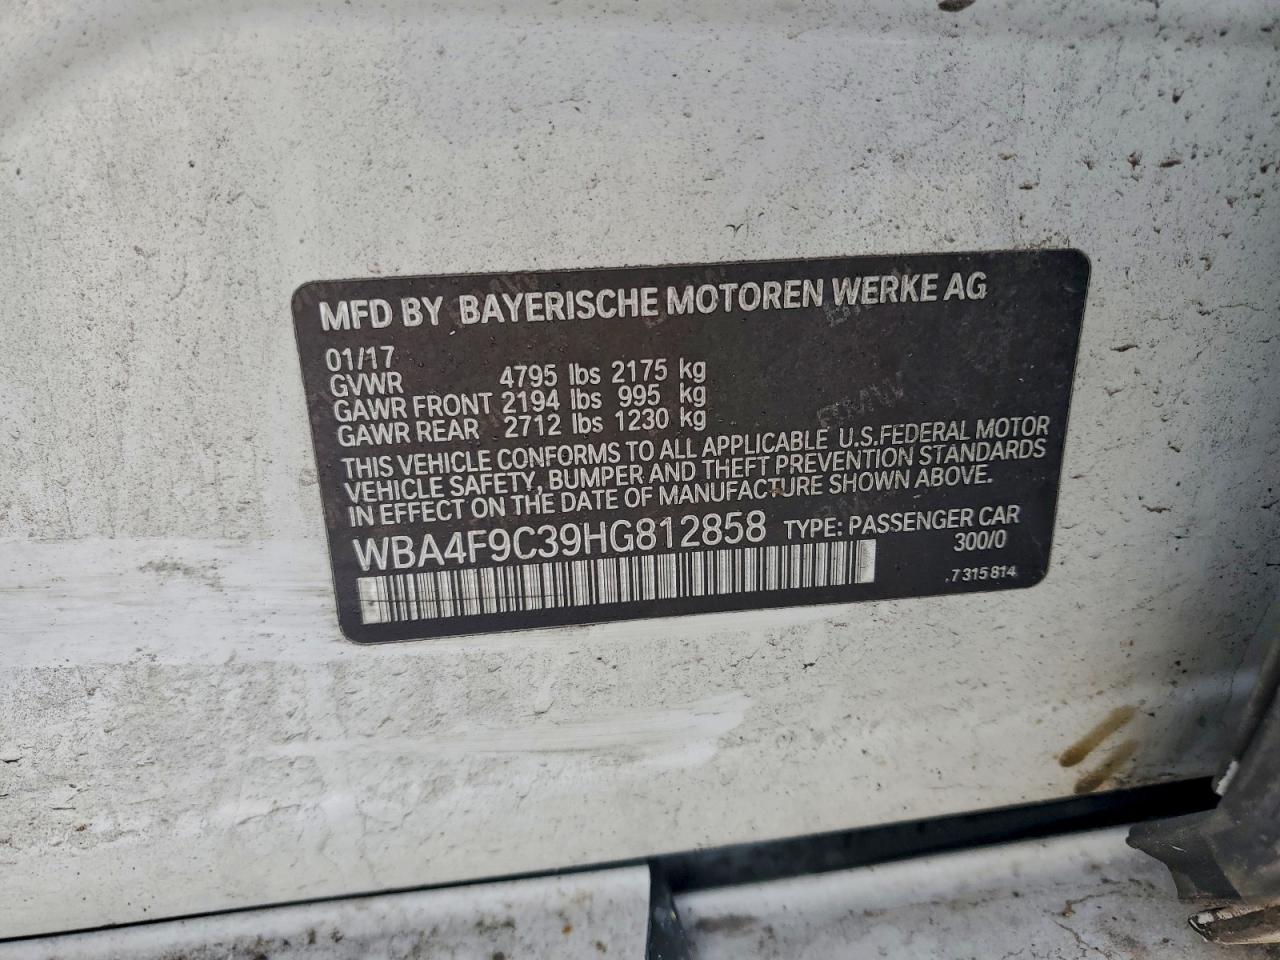 MFD BY BAYERISCHE MOTOREN WERKE AG
01/17
GVWR 4795 lbs 2175 kg
GAWR FRONT 2194 lbs 995 kg
GAWR REAR 2712 lbs 1230 kg
THIS VEHICLE CONFORMS TO ALL APPLICABLE U.S.FEDERAL MOTOR
VEHICLE SAFETY, BUMPER AND THEFT PREVENTION STANDARDS
IN EFFECT ON THE DATE OF MANUFACTURE SHOWN ABOVE.
WBA4F9C39HG812858 TYPE: PASSENGER CAR
300/0
7 315 814